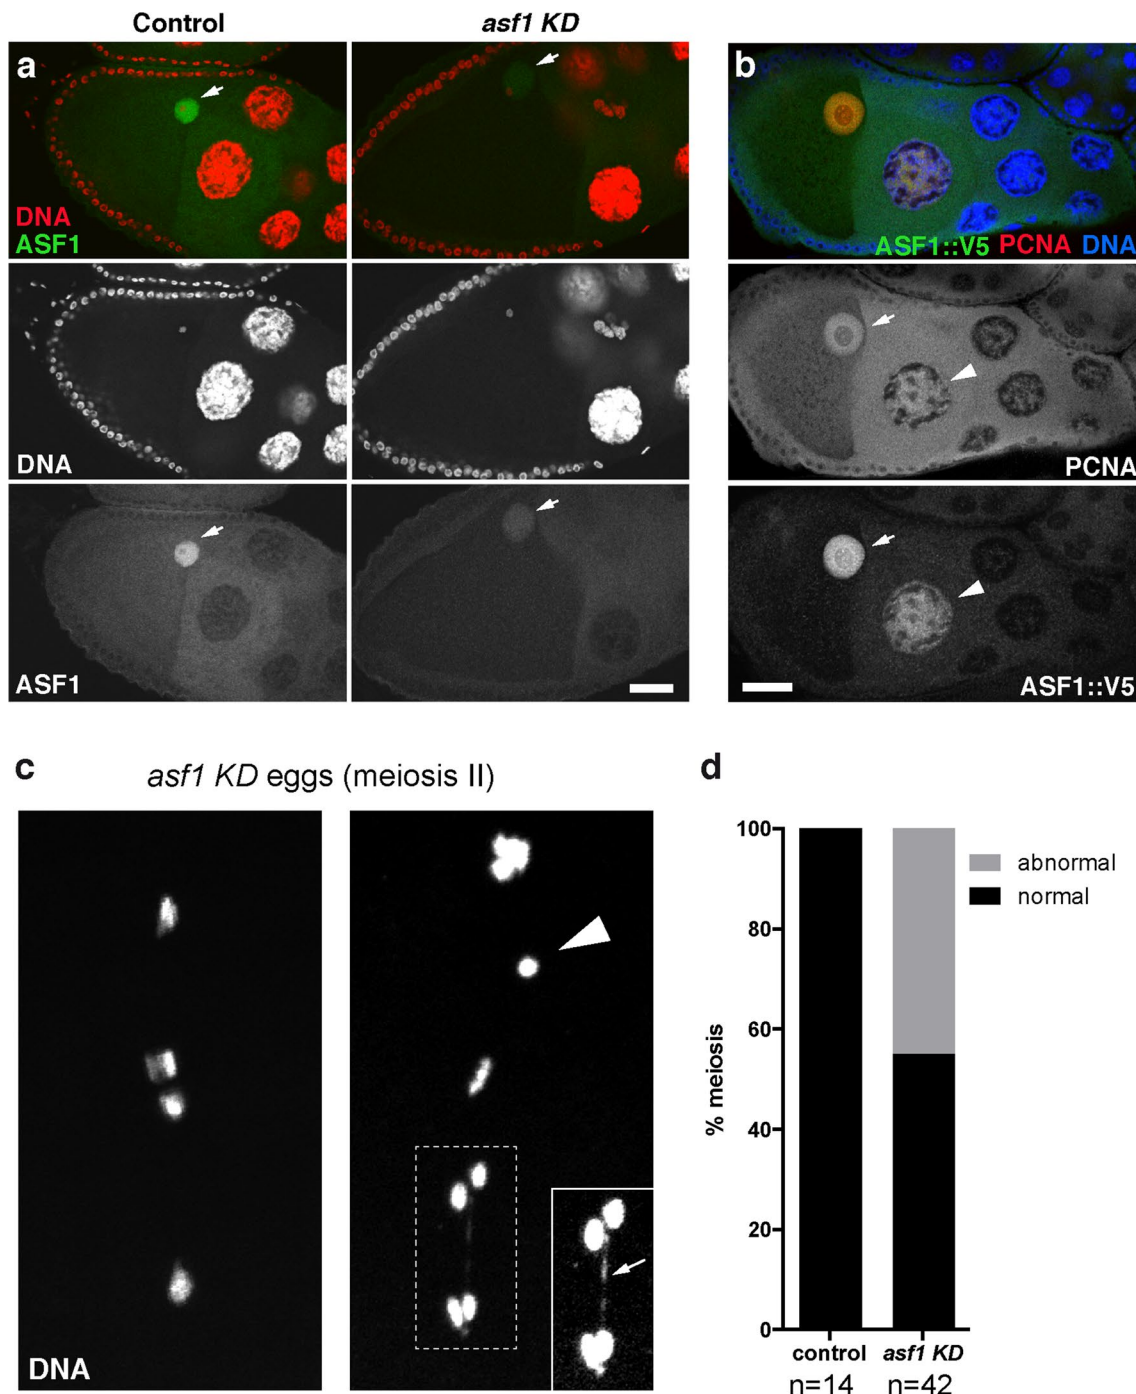 Control
asf1 KD
a
DNA
ASF1
DNA
ASF1
b
ASF1::V5 PCNA DNA
PCNA
ASF1::V5
c
asf1 KD eggs (meiosis II)
DNA
d
100
80
60
40
20
0
% meiosis
abnormal
normal
control
asf1 KD
n=14
n=42